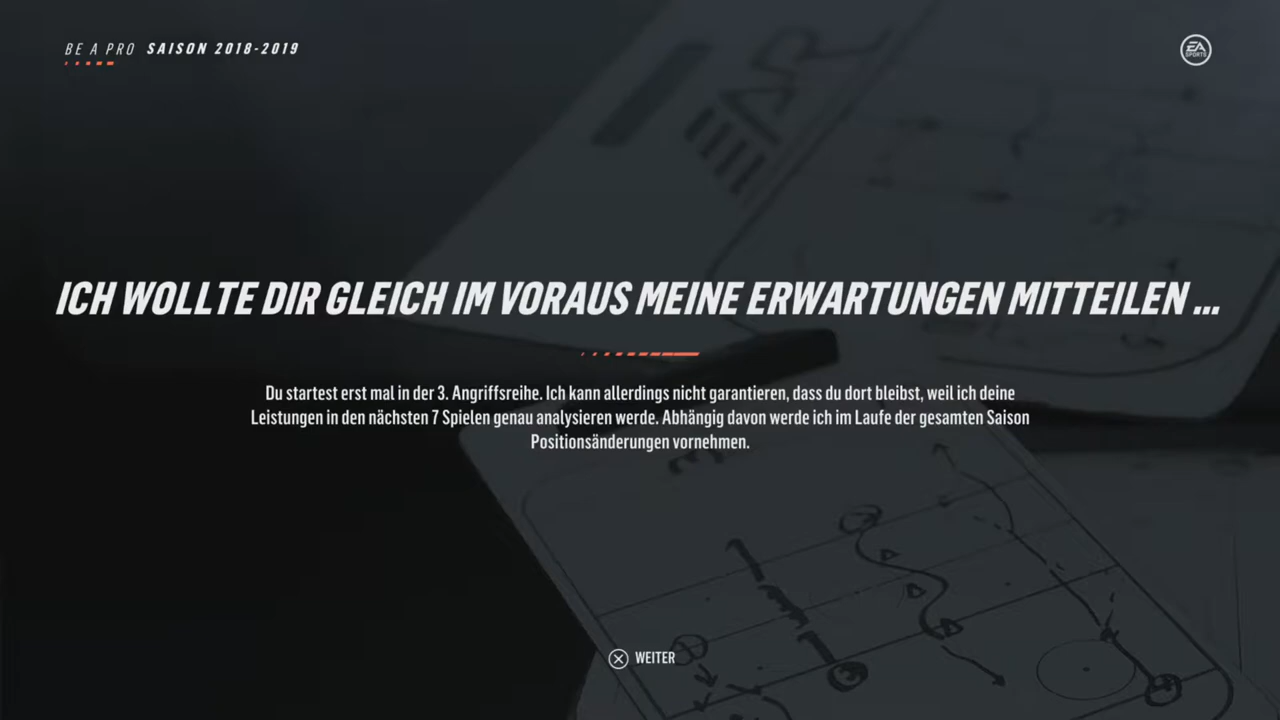 BE A PRO SAISON 2018-2019
EA
SPORTS
ICH WOLLTE DIR GLEICH IM VORAUS MEINE ERWARTUNGEN MITTEILEN ...
Du startest erst mal in der 3. Angriffsreihe. Ich kann allerdings nicht garantieren, dass du dort bleibst, weil ich deine
Leistungen in den nächsten 7 Spielen genau analysieren werde. Abhängig davon werde ich im Laufe der gesamten Saison
Positionsänderungen vornehmen.
WEITER